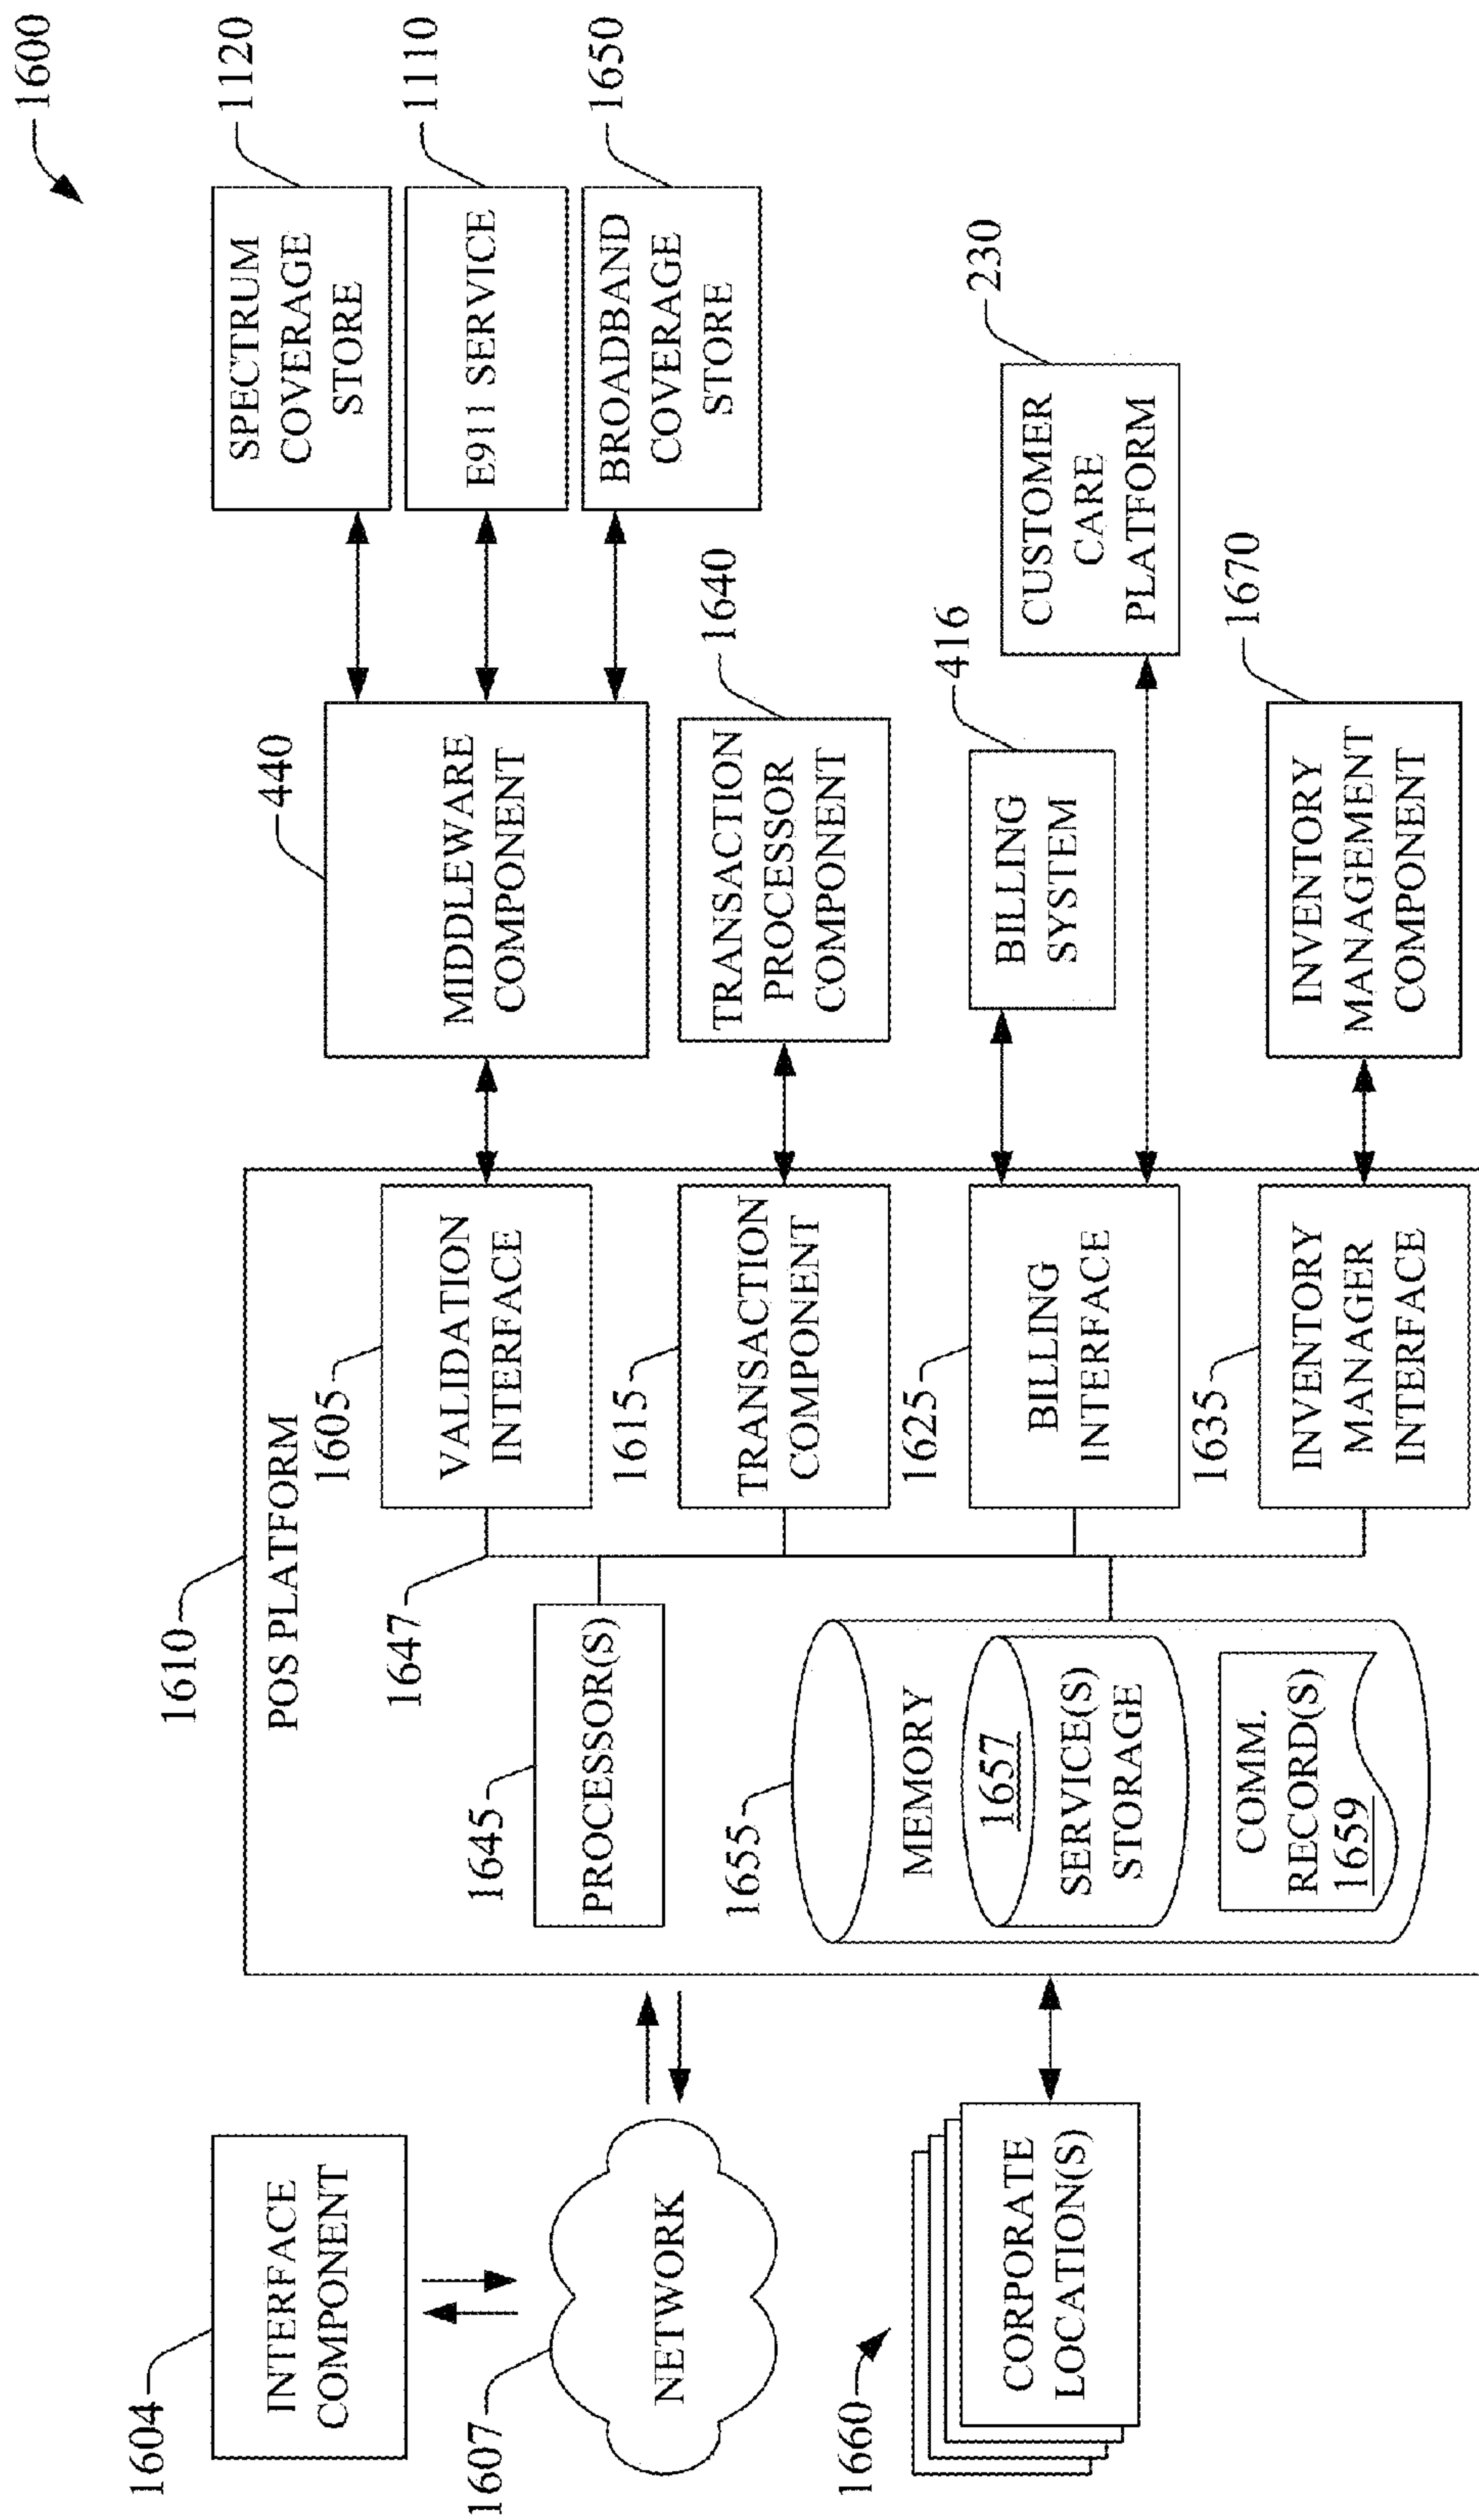 1600
1604
INTERFACE
COMPONENT
1607
NETWORK
1660
CORPORATE
LOCATION(S)
1610
POS PLATFORM
1645
PROCESSOR(S)
1647
1655
MEMORY
1657
SERVICE(S)
STORAGE
COMM.
RECORD(S)
1659
1605
VALIDATION
INTERFACE
1615
TRANSACTION
COMPONENT
1625
BILLING
INTERFACE
1635
INVENTORY
MANAGER
INTERFACE
440
MIDDLEWARE
COMPONENT
1640
TRANSACTION
PROCESSOR
COMPONENT
416
BILLING
SYSTEM
230
CUSTOMER
CARE
PLATFORM
1670
INVENTORY
MANAGEMENT
COMPONENT
1120
SPECTRUM
COVERAGE
STORE
1110
E911 SERVICE
1650
BROADBAND
COVERAGE
STORE